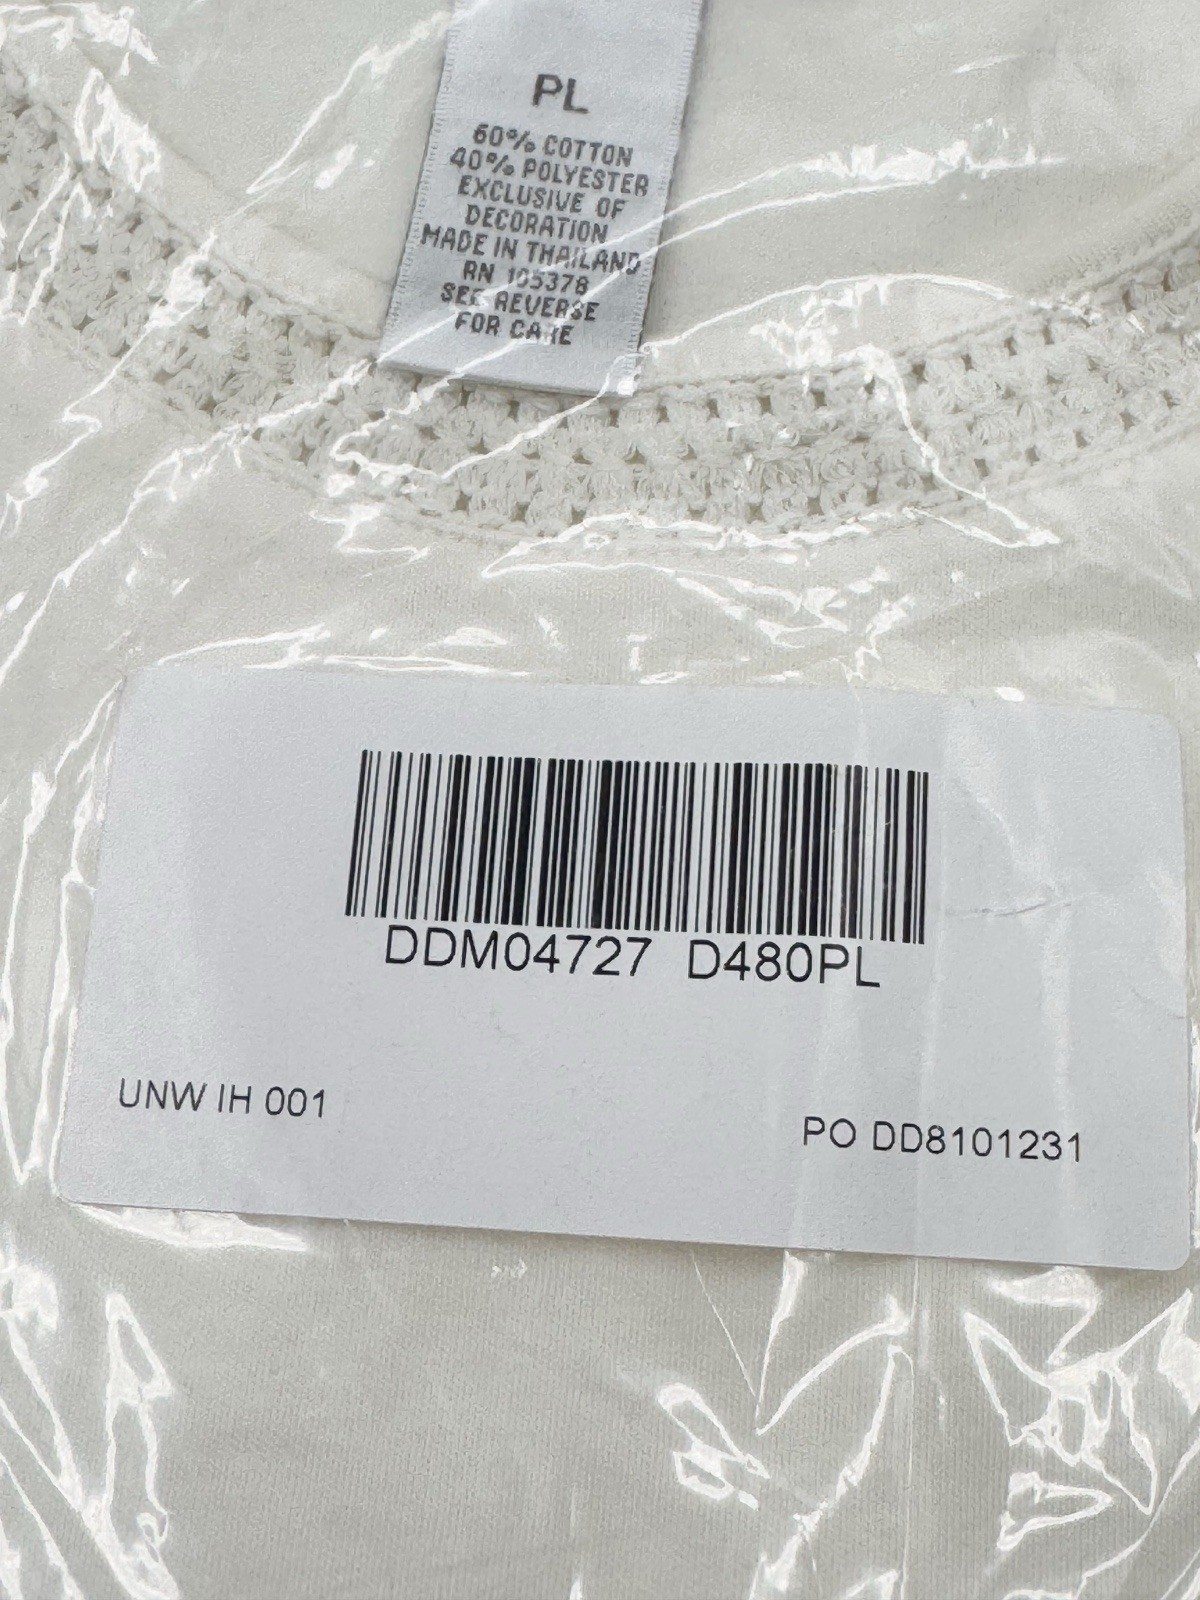 PL
60% COTTON
40% POLYESTER
EXCLUSIVE OF
DECORATION
MADE IN THAILAND
RN 105378
SEE REVERSE
FOR CARE
DDM04727 D480PL
UNW IH 001
PO DD8101231